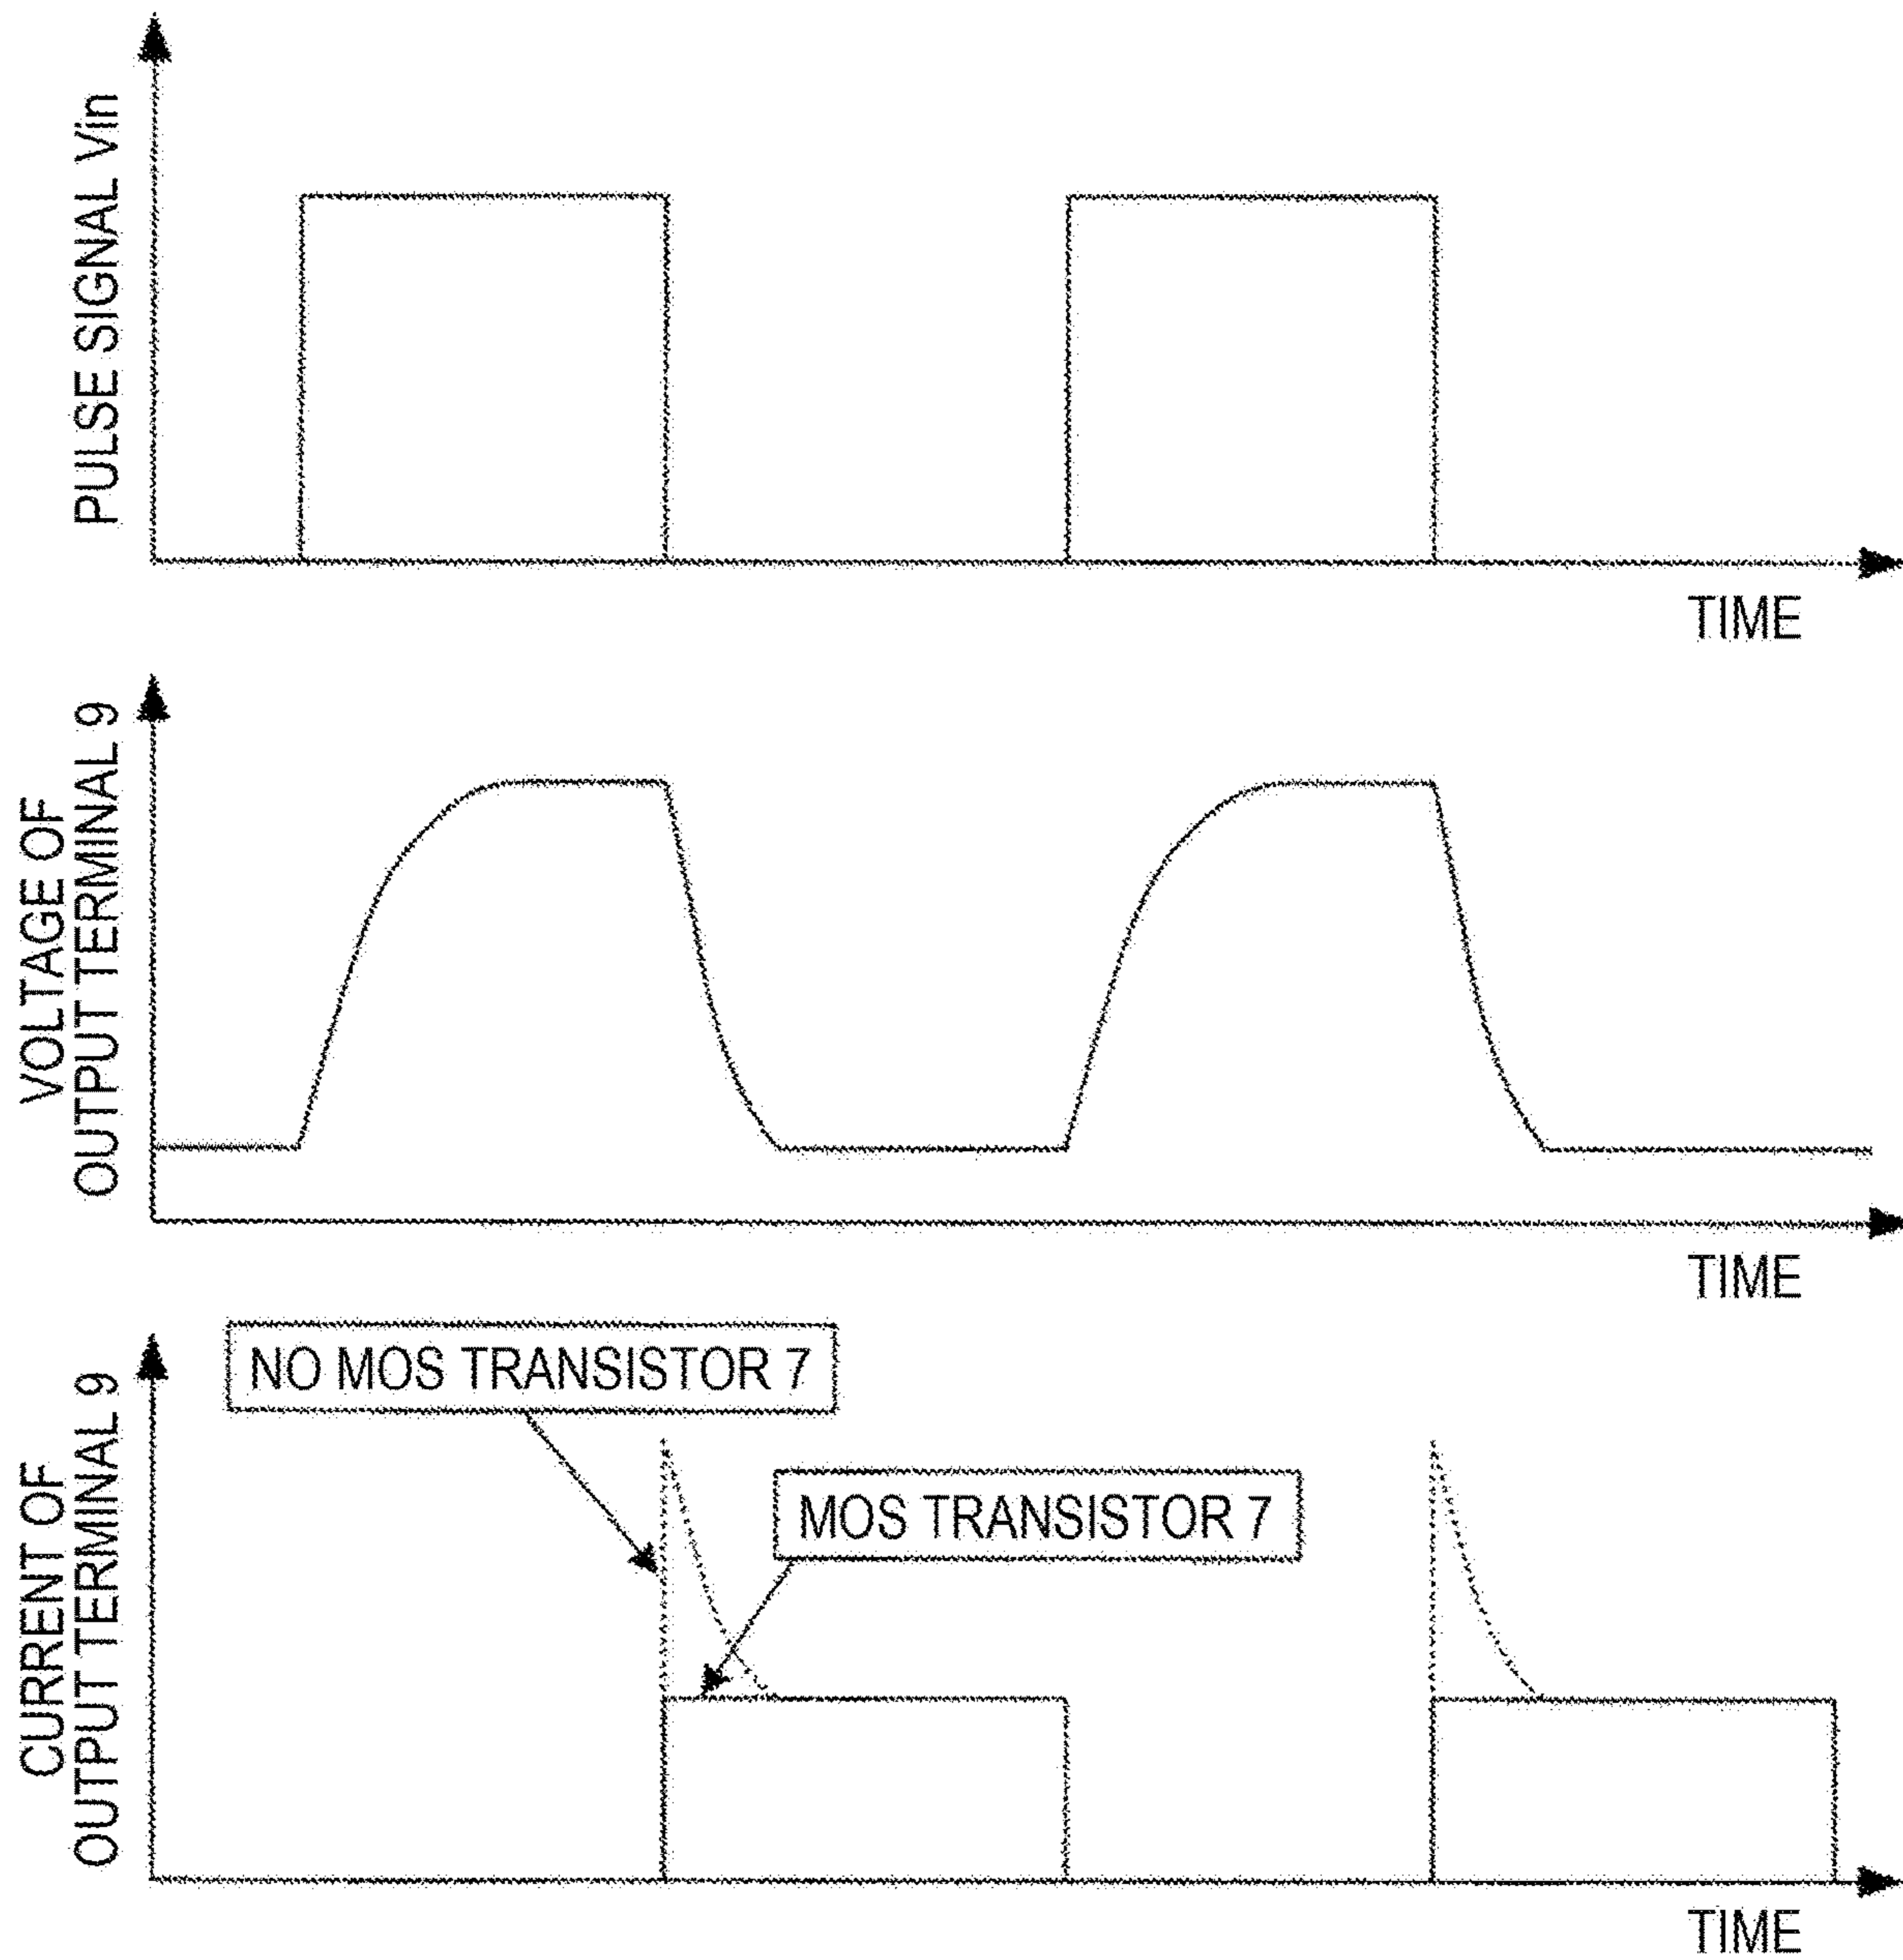 PULSE SIGNAL Vin
TIME
VOLTAGE OF
OUTPUT TERMINAL 9
TIME
NO MOS TRANSISTOR 7
MOS TRANSISTOR 7
CURRENT OF
OUTPUT TERMINAL 9
TIME